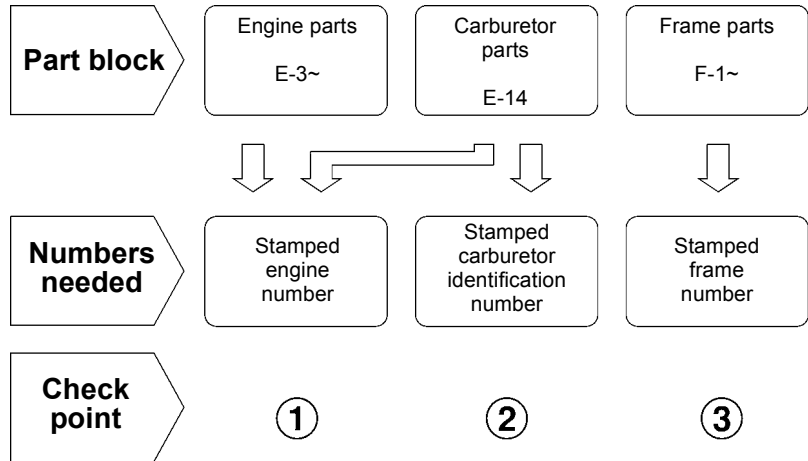 Part block
Engine parts
E-3~
Carburetor
parts
E-14
Frame parts
F-1~
Numbers
needed
Stamped
engine
number
Stamped
carburetor
identification
number
Stamped
frame
number
Check
point
①
②
③